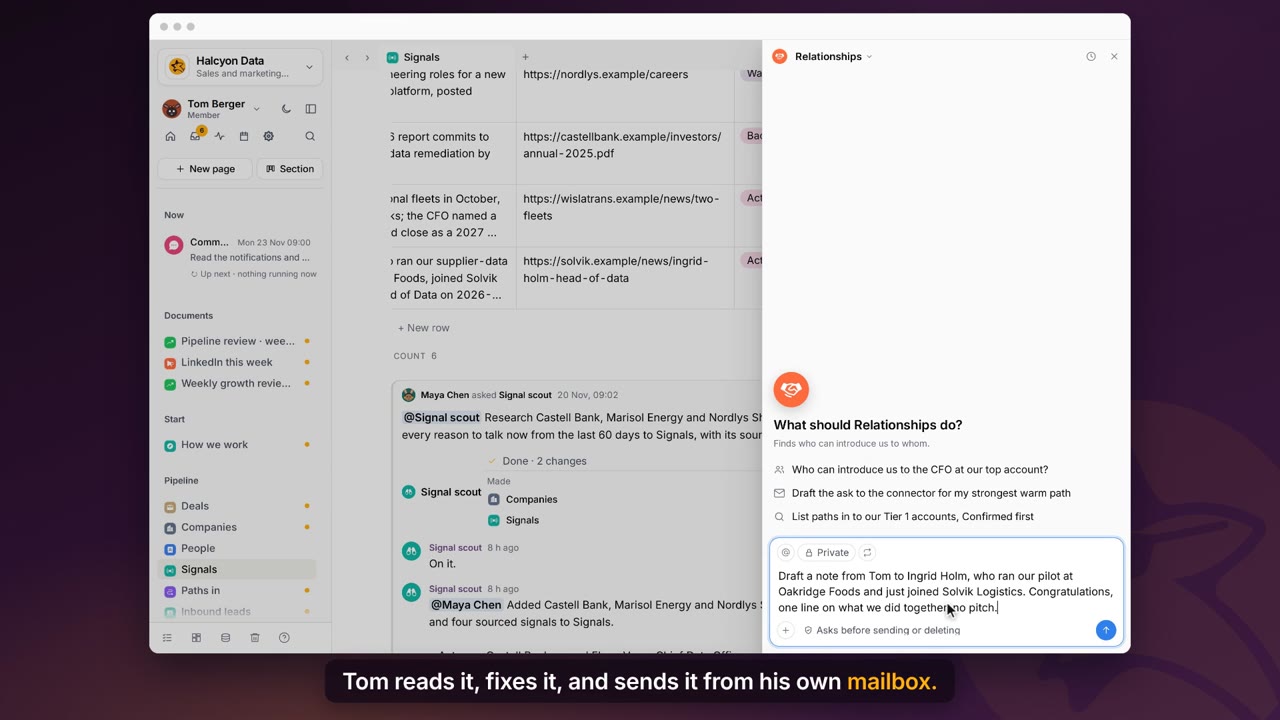 Halcyon Data
Sales and marketing...
Tom Berger
Member
6
+ New page
Section
Now
Comm... Mon 23 Nov 09:00
Read the notifications and ...
Up next · nothing running now
Documents
Pipeline review · wee...
LinkedIn this week
Weekly growth revie...
Start
How we work
Pipeline
Deals
Companies
People
Signals
Paths in
Inbound leads
Signals
neering roles for a new
platform, posted
https://nordlys.example/careers
report commits to
data remediation by
https://castellbank.example/investors/
annual-2025.pdf
nal fleets in October,
ks; the CFO named a
d close as a 2027 ...
https://wislatrans.example/news/two-
fleets
ran our supplier-data
Foods, joined Solvik
d of Data on 2026-...
https://solvik.example/news/ingrid-
holm-head-of-data
+ New row
COUNT 6
Maya Chen asked Signal scout 20 Nov, 09:02
@Signal scout Research Castell Bank, Marisol Energy and Nordlys Sh
every reason to talk now from the last 60 days to Signals, with its sour
Done · 2 changes
Signal scout
Made
Companies
Signals
Signal scout 8 h ago
On it.
Signal scout 8 h ago
@Maya Chen Added Castell Bank, Marisol Energy and Nordlys S
and four sourced signals to Signals.
Relationships
What should Relationships do?
Finds who can introduce us to whom.
Who can introduce us to the CFO at our top account?
Draft the ask to the connector for my strongest warm path
List paths in to our Tier 1 accounts, Confirmed first
@ Private
Draft a note from Tom to Ingrid Holm, who ran our pilot at
Oakridge Foods and just joined Solvik Logistics. Congratulations,
one line on what we did together, no pitch.
+ Asks before sending or deleting
Tom reads it, fixes it, and sends it from his own mailbox.